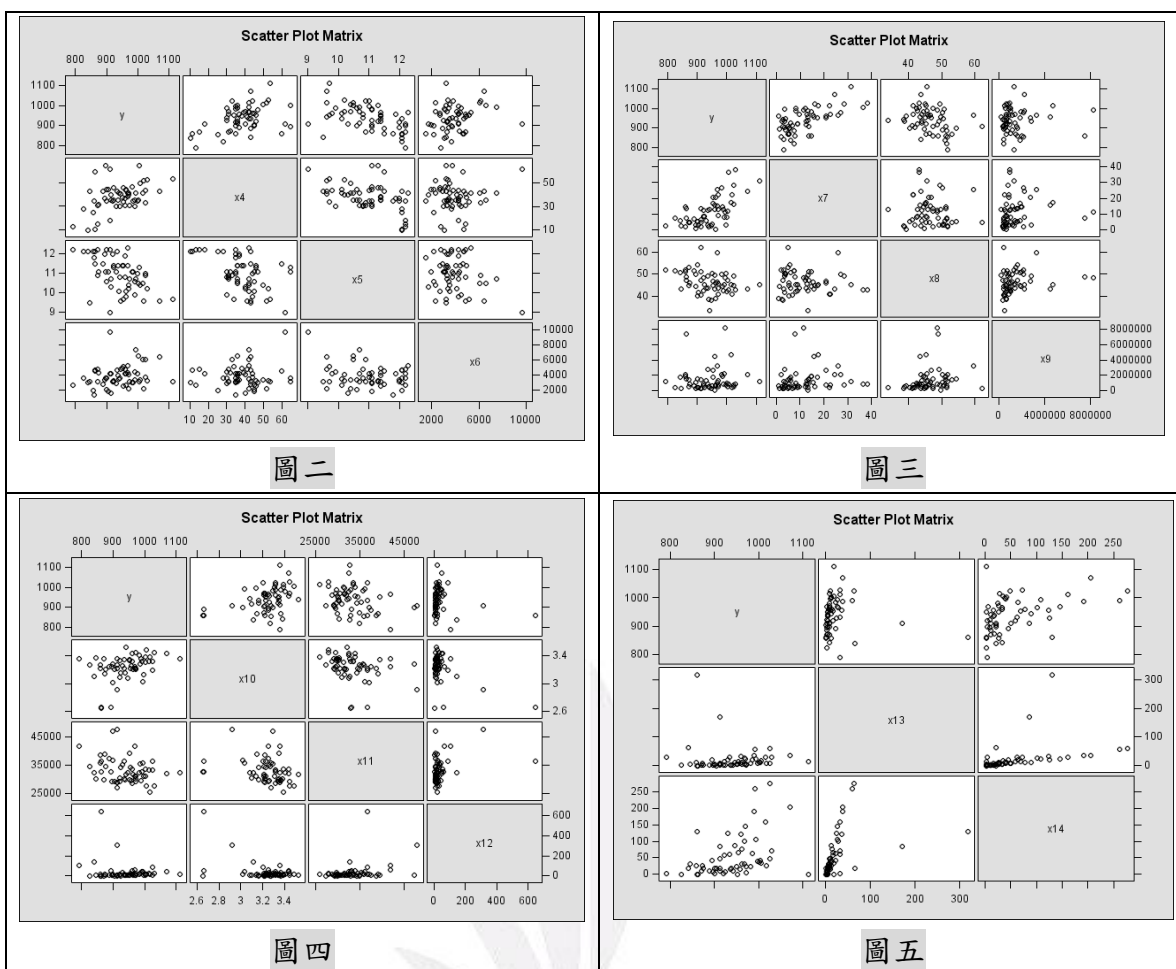 Scatter Plot Matrix
800 900 1000 1100
9 10 11 12
1100
1000
900
800
y
x4
50
30
10
12
11
10
9
x5
x6
10000
8000
6000
4000
2000
10 20 30 40 50 60
2000 6000 10000
圖二
Scatter Plot Matrix
800 900 1000 1100
40 50 60
1100
1000
900
800
y
x7
40
30
20
10
0
60
50
40
x8
x9
8000000
6000000
4000000
2000000
0
0 10 20 30 40
0 4000000 8000000
圖三
Scatter Plot Matrix
800 900 1000 1100
25000 35000 45000
1100
1000
900
800
y
x10
3.4
3
2.6
45000
35000
25000
x11
x12
600
400
200
0
2.6 2.8 3 3.2 3.4
0 200 400 600
圖四
Scatter Plot Matrix
800 900 1000 1100
0 50 100 150 200 250
1100
1000
900
800
y
x13
300
200
100
0
250
200
150
100
50
0
x14
0 100 200 300
圖五